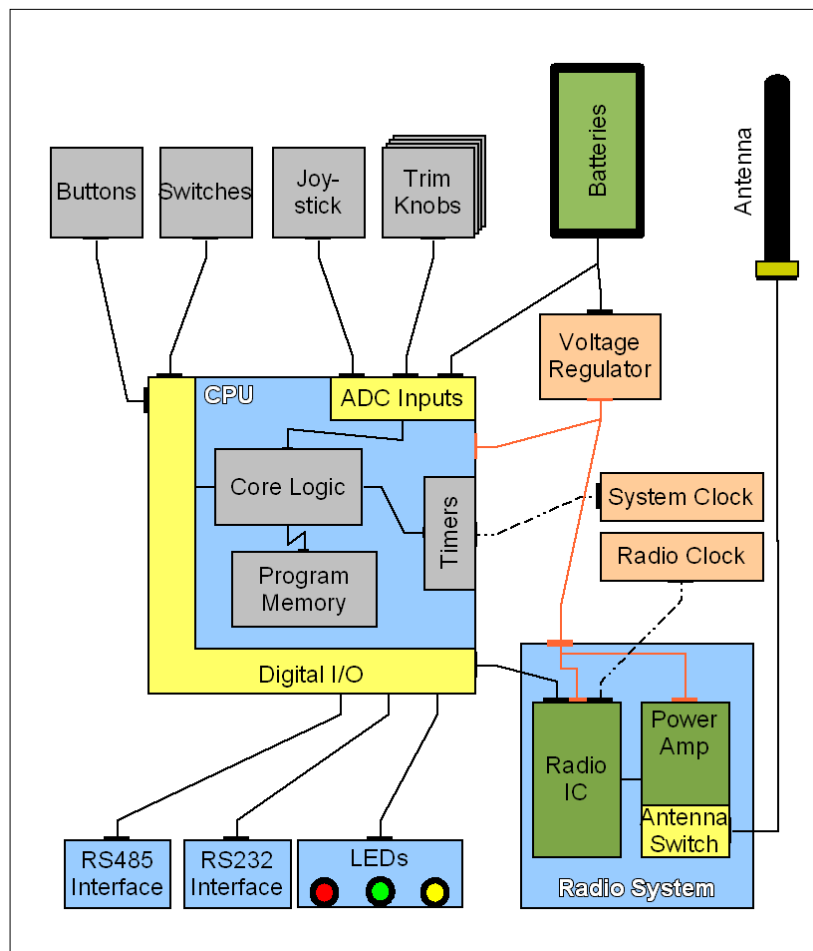 Batteries
Antenna
Buttons
Switches
Joy-
stick
Trim
Knobs
Voltage
Regulator
CPU
ADC Inputs
Core Logic
Timers
System Clock
Program
Memory
Radio Clock
Digital I/O
Radio
IC
Power
Amp
Antenna
Switch
Radio System
RS485
Interface
RS232
Interface
LEDs